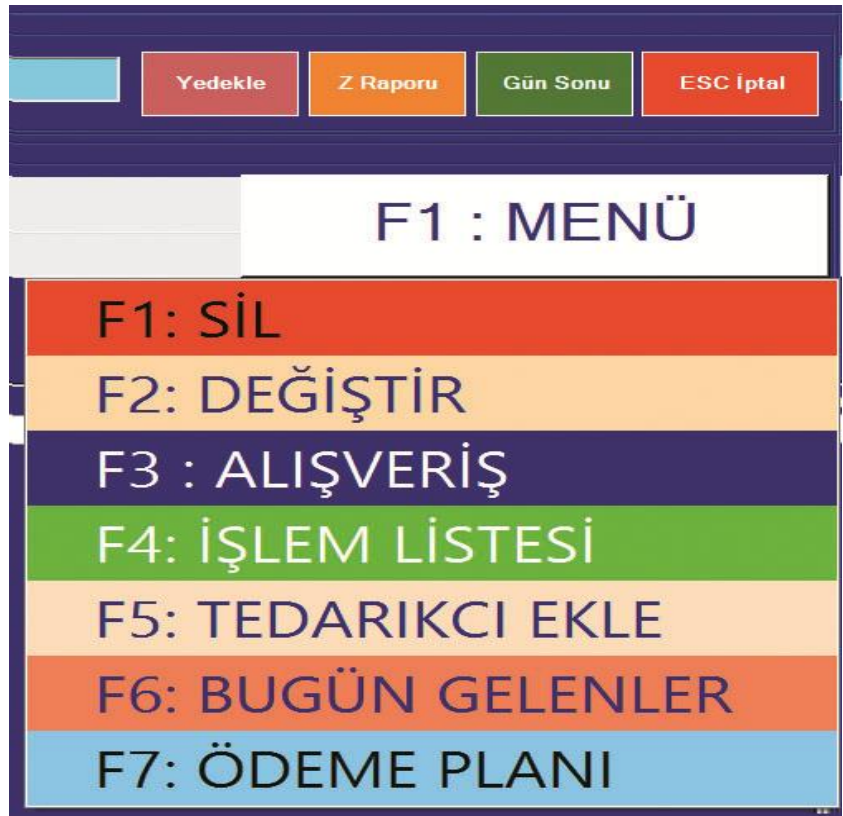 Yedekle Z Raporu Gün Sonu ESC İptal
F1 : MENÜ
F1: SİL
F2: DEĞİŞTİR
F3 : ALIŞVERİŞ
F4: İŞLEM LİSTESİ
F5: TEDARIKCI EKLE
F6: BUGÜN GELENLER
F7: ÖDEME PLANI